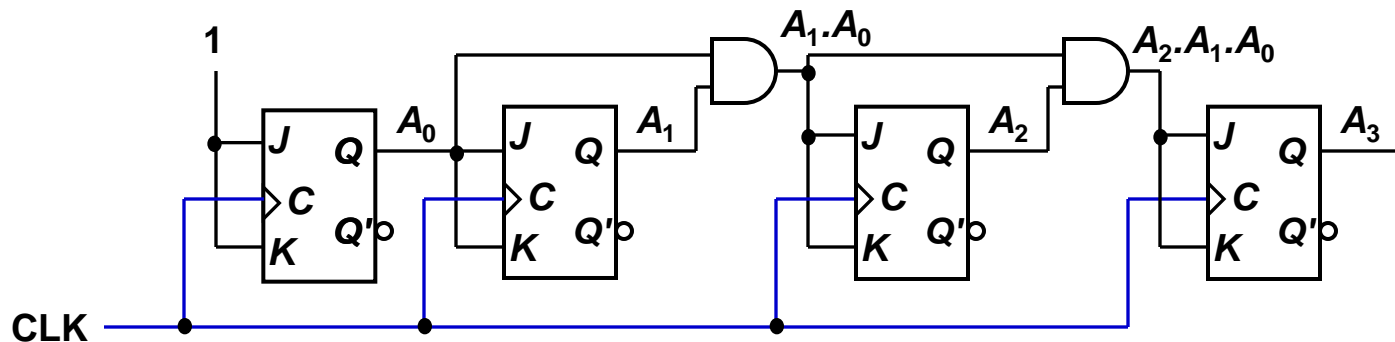 1
A₁.A₀
A₂.A₁.A₀
J Q A₀ J Q A₁ J Q A₂ J Q A₃
C C C C
K Q' K Q' K Q' K Q'
CLK